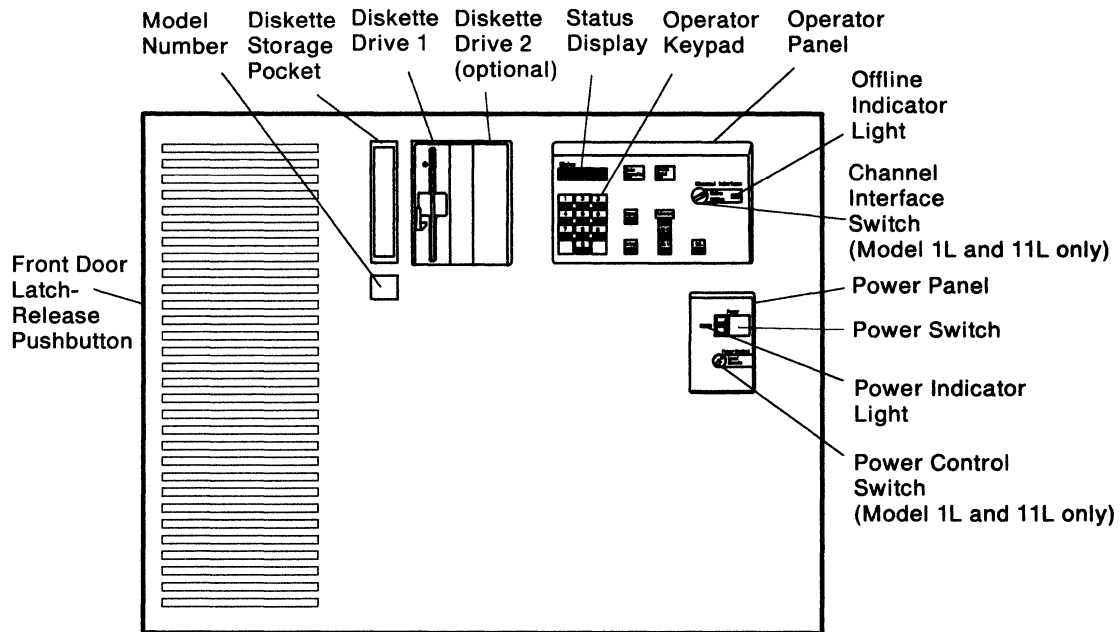 Model
Number
Diskette
Storage
Pocket
Diskette
Drive 1
Diskette
Drive 2
(optional)
Status
Display
Operator
Keypad
Operator
Panel
Offline
Indicator
Light
Channel
Interface
Switch
(Model 1L and 11L only)
Front Door
Latch-
Release
Pushbutton
Power Panel
Power Switch
Power Indicator
Light
Power Control
Switch
(Model 1L and 11L only)
Channel Interface